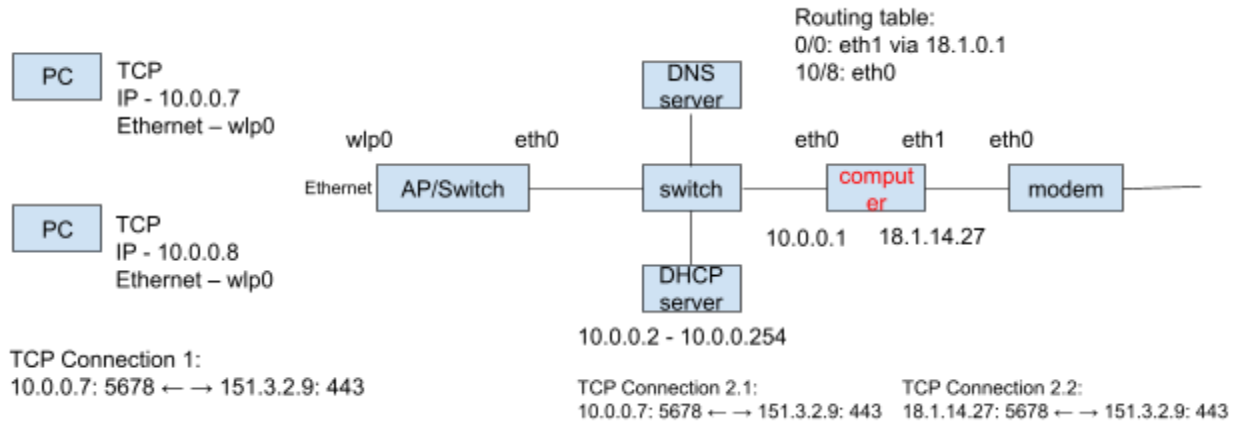 Routing table:
0/0: eth1 via 18.1.0.1
10/8: eth0
PC
TCP
IP - 10.0.0.7
Ethernet – wlp0
DNS
server
wlp0
eth0
eth0
eth1
eth0
Ethernet
AP/Switch
switch
comput
er
modem
PC
TCP
IP - 10.0.0.8
Ethernet – wlp0
10.0.0.1
18.1.14.27
DHCP
server
10.0.0.2 - 10.0.0.254
TCP Connection 1:
10.0.0.7: 5678 ← → 151.3.2.9: 443
TCP Connection 2.1:
10.0.0.7: 5678 ← → 151.3.2.9: 443
TCP Connection 2.2:
18.1.14.27: 5678 ← → 151.3.2.9: 443